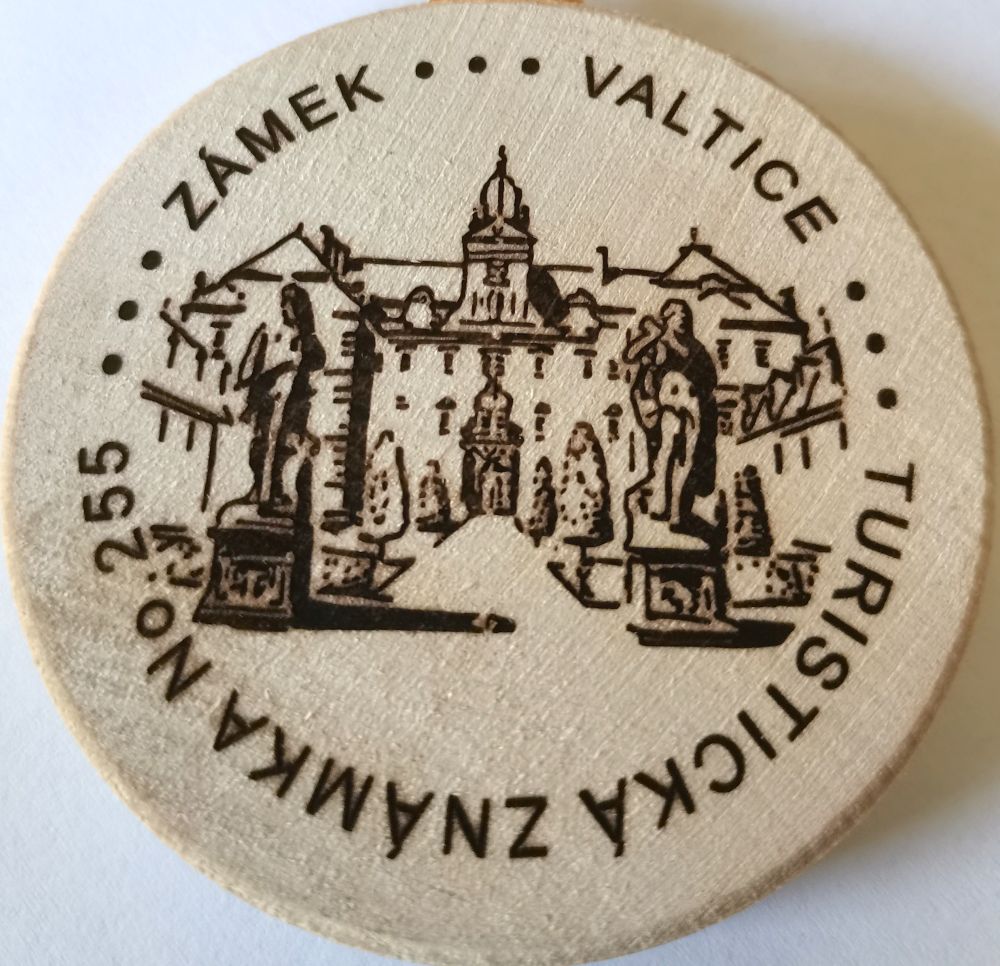 ZÁMEK • • • VALTICE • • • TURISTICKÁ ZNÁMKA No. 255 • • •